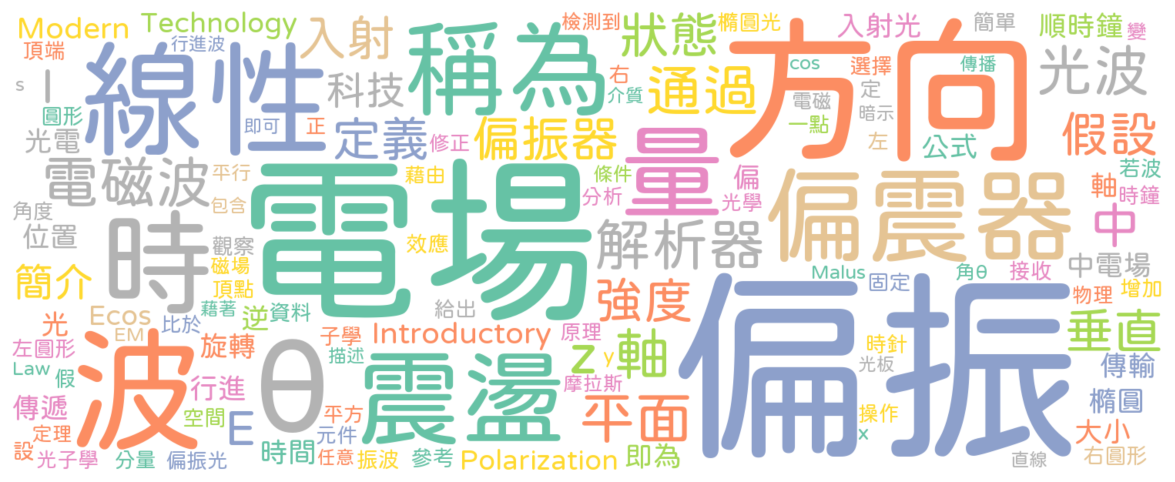 Modern Technology 行進波 入射 稱為 檢測到 狀態 橢圓光 方向 入射光 簡單 順時鐘 變
頂端 線性 科技 右 介質 通過 cos 選擇 傳播 光波
s l 圓形 即可 正 定義 修正 偏振器 電磁 一點 定 暗示 左 公式 假設
光電 電磁波 平行 電場 藉由 條件 量 分析 偏 光學 偏震器 軸 若波 時鐘
角度 位置 時 包含 觀察 效應 解析器 中
簡介 磁場 頂點 給出 Malus 固定 角θ 接收 中電場 物理 增加
Ecos EM 比於 藉著 逆 資料 強度 偏振 垂直
光 左圓形 旋轉 子學 Introductory 原理 z 軸 時針 傳輸
Law 假 波 行進 θ 描述 震盪 摩拉斯 y 光板 橢圓
傳遞 空間 E 平方 平面 操作 x 大小
設 定理 時間 元件 任意 振波 參考 Polarization 即為 直線 右圓形
光子學 分量 偏振光